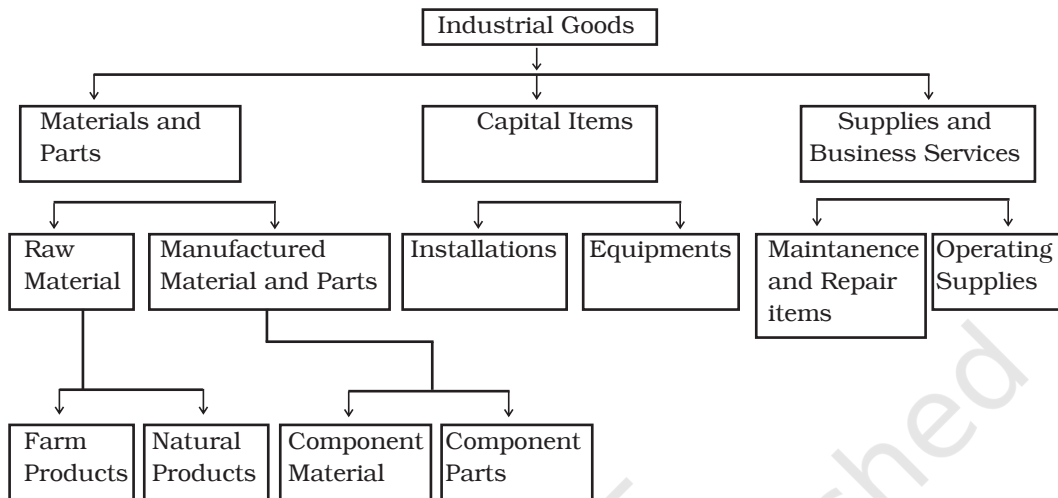 Industrial Goods
Materials and
Parts
Capital Items
Supplies and
Business Services
Raw
Material
Manufactured
Material and Parts
Installations
Equipments
Maintanence
and Repair
items
Operating
Supplies
Farm
Products
Natural
Products
Component
Material
Component
Parts
shed